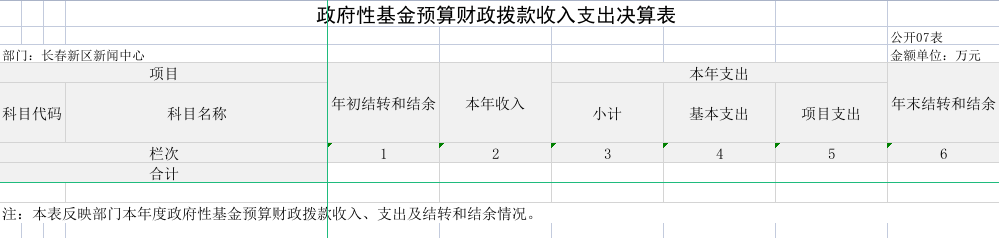 政府性基金预算财政拨款收入支出决算表
公开07表
部门：长春新区新闻中心 金额单位：万元
项目 年初结转和结余 本年收入 本年支出 年末结转和结余
科目代码 科目名称 小计 基本支出 项目支出
栏次 1 2 3 4 5 6
合计
注：本表反映部门本年度政府性基金预算财政拨款收入、支出及结转和结余情况。